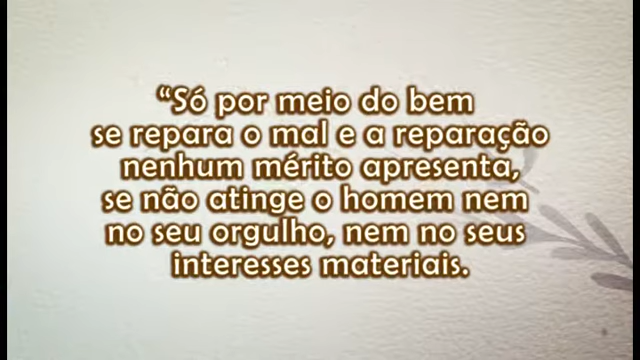 “Só por meio do bem
se repara o mal e a reparação
nenhum mérito apresenta,
se não atinge o homem nem
no seu orgulho, nem no seus
interesses materiais.